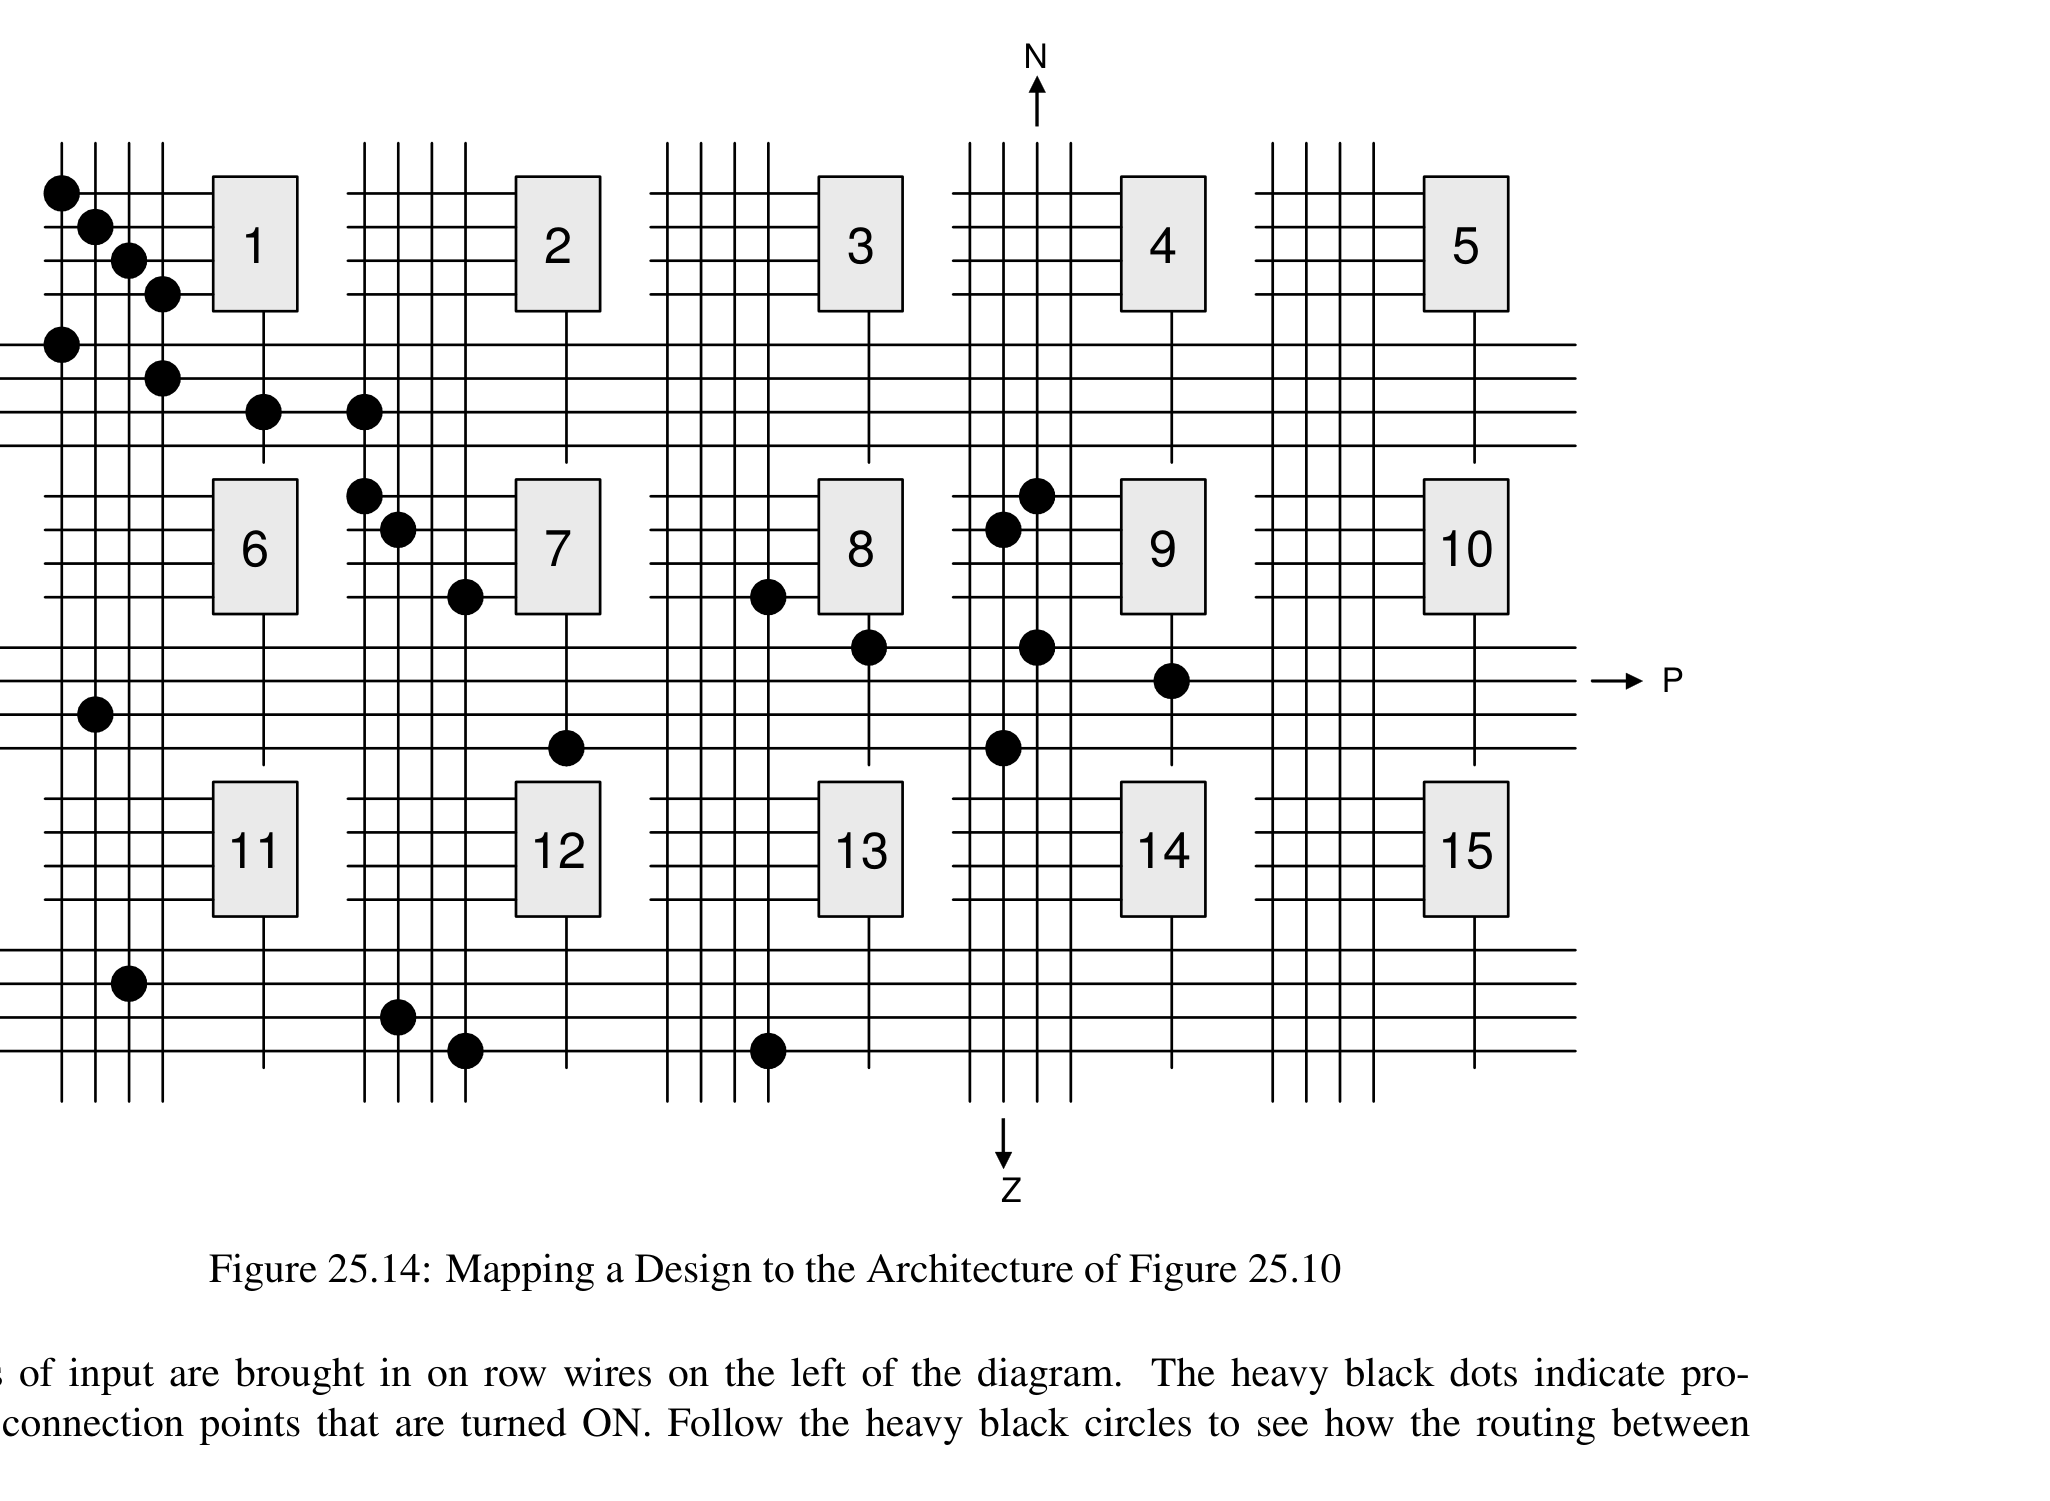 N
1 2 3 4 5
6 7 8 9 10
P
11 12 13 14 15
Z
Figure 25.14: Mapping a Design to the Architecture of Figure 25.10
of input are brought in on row wires on the left of the diagram. The heavy black dots indicate pro-
connection points that are turned ON. Follow the heavy black circles to see how the routing between